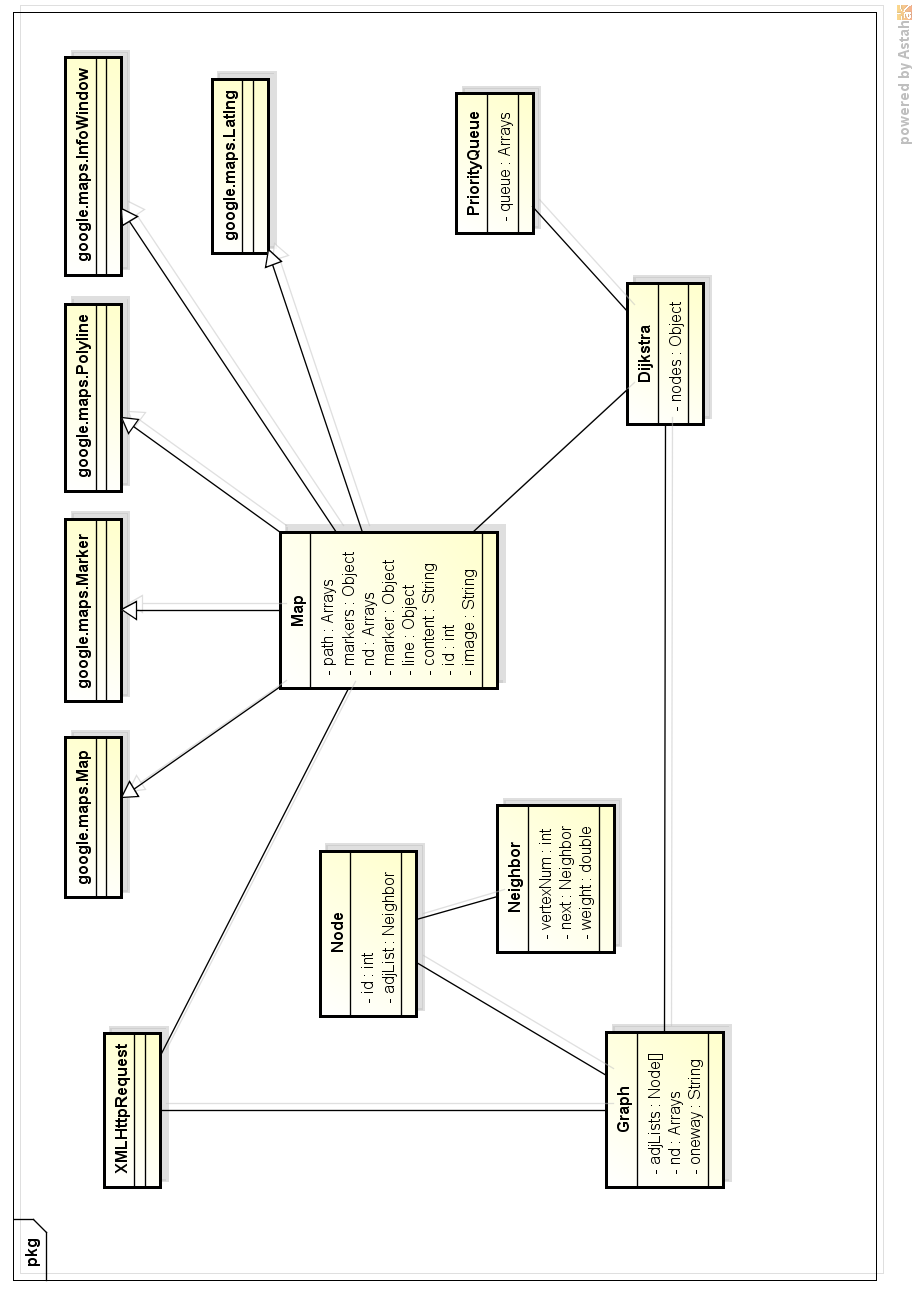 pkg
XMLHttpRequest
google.maps.Map
google.maps.Marker
google.maps.Polyline
google.maps.InfoWindow
google.maps.Latlng
Map
- path : Arrays
- markers : Object
- nd : Arrays
- marker : Object
- line : Object
- content : String
- id : int
- image : String
Node
- id : int
- adjList : Neighbor
Neighbor
- vertexNum : int
- next : Neighbor
- weight : double
PriorityQueue
- queue : Arrays
Graph
- adjLists : Node[]
- nd : Arrays
- oneway : String
Dijkstra
- nodes : Object
powered by Astah